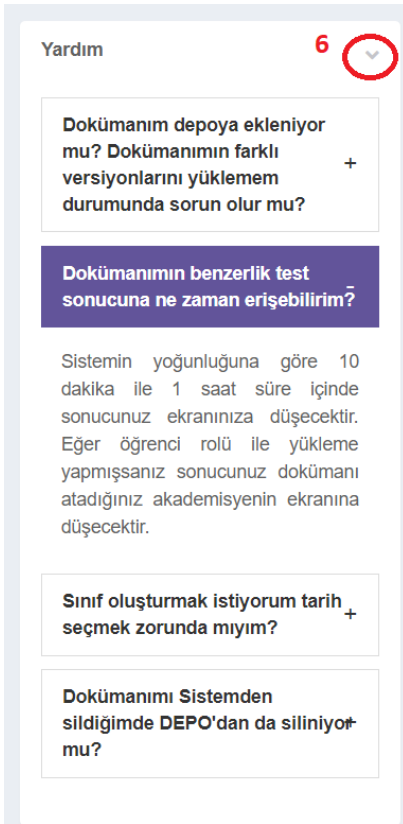 Yardım
6
Dokümanım depoya ekleniyor
mu? Dokümanımın farklı
versiyonlarını yüklemem
durumunda sorun olur mu?
+
Dokümanımın benzerlik test
sonucuna ne zaman erişebilirim?
-
Sistemin yoğunluğuna göre 10
dakika ile 1 saat süre içinde
sonucunuz ekranınıza düşecektir.
Eğer öğrenci rolü ile yükleme
yapmışsanız sonucunuz dokümanı
atadığınız akademisyenin ekranına
düşecektir.
Sınıf oluşturmak istiyorum tarih
seçmek zorunda mıyım?
+
Dokümanımı Sistemden
sildiğimde DEPO'dan da siliniyor
mu?
+